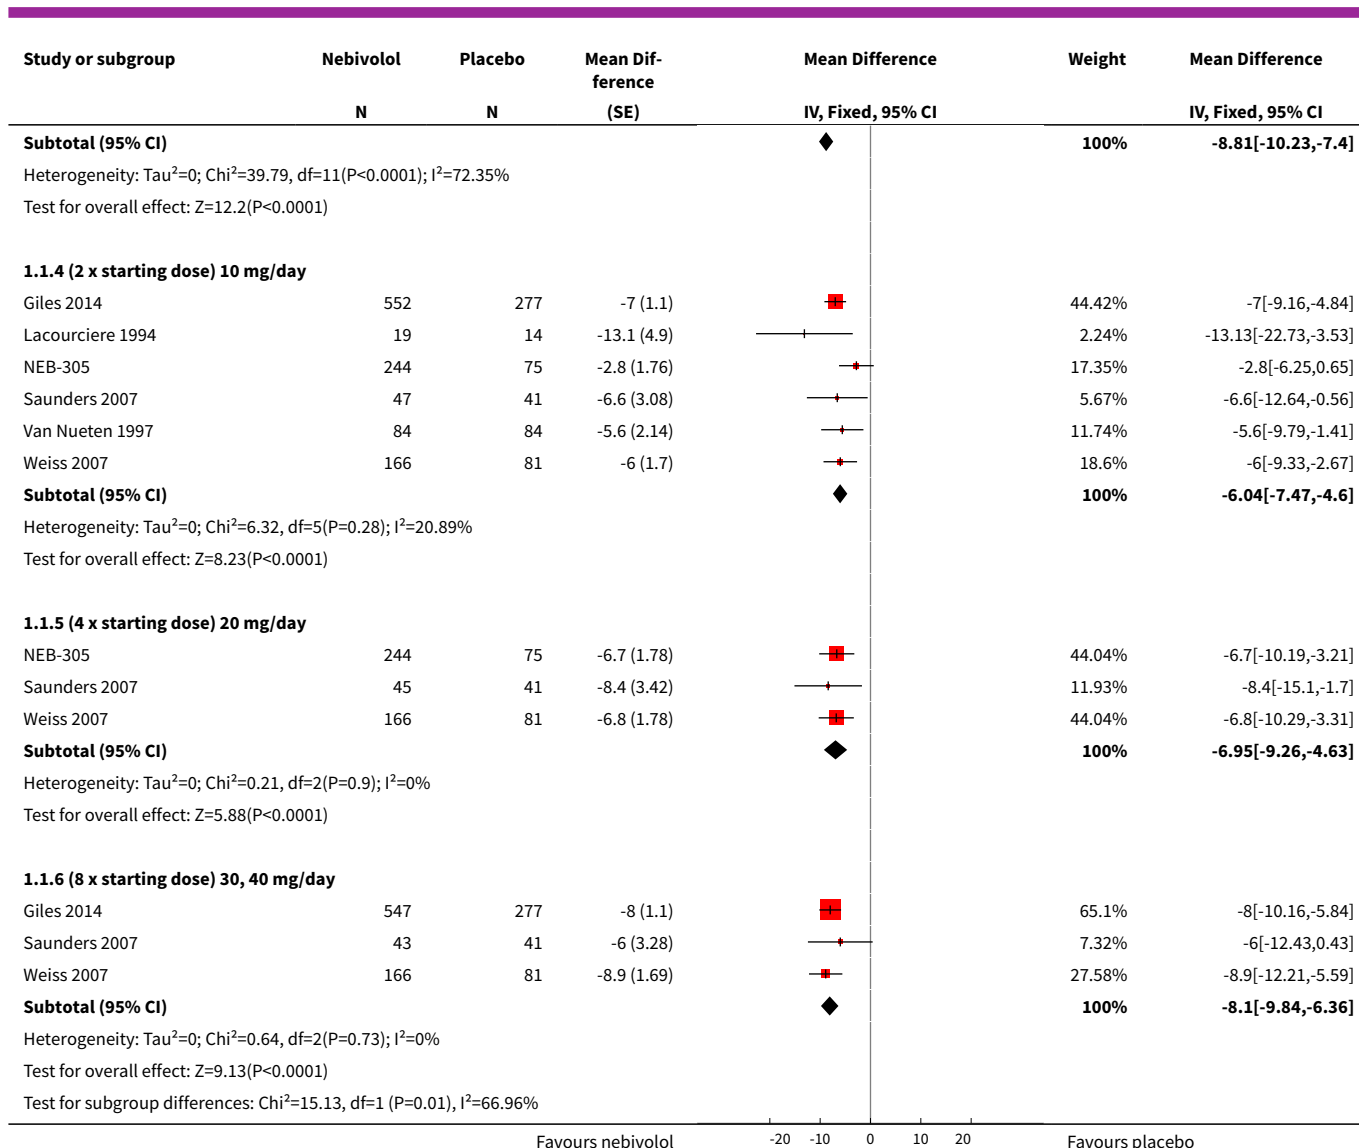 Study or subgroup Nebivolol Placebo Mean Dif- Mean Difference Weight Mean Difference
ference
N N (SE) IV, Fixed, 95% CI IV, Fixed, 95% CI
Subtotal (95% CI) 100% -8.81[-10.23,-7.4]
Heterogeneity: Tau²=0; Chi²=39.79, df=11(P<0.0001); I²=72.35%
Test for overall effect: Z=12.2(P<0.0001)
1.1.4 (2 x starting dose) 10 mg/day
Giles 2014 552 277 -7 (1.1) 44.42% -7[-9.16,-4.84]
Lacourciere 1994 19 14 -13.1 (4.9) 2.24% -13.13[-22.73,-3.53]
NEB-305 244 75 -2.8 (1.76) 17.35% -2.8[-6.25,0.65]
Saunders 2007 47 41 -6.6 (3.08) 5.67% -6.6[-12.64,-0.56]
Van Nueten 1997 84 84 -5.6 (2.14) 11.74% -5.6[-9.79,-1.41]
Weiss 2007 166 81 -6 (1.7) 18.6% -6[-9.33,-2.67]
Subtotal (95% CI) 100% -6.04[-7.47,-4.6]
Heterogeneity: Tau²=0; Chi²=6.32, df=5(P=0.28); I²=20.89%
Test for overall effect: Z=8.23(P<0.0001)
1.1.5 (4 x starting dose) 20 mg/day
NEB-305 244 75 -6.7 (1.78) 44.04% -6.7[-10.19,-3.21]
Saunders 2007 45 41 -8.4 (3.42) 11.93% -8.4[-15.1,-1.7]
Weiss 2007 166 81 -6.8 (1.78) 44.04% -6.8[-10.29,-3.31]
Subtotal (95% CI) 100% -6.95[-9.26,-4.63]
Heterogeneity: Tau²=0; Chi²=0.21, df=2(P=0.9); I²=0%
Test for overall effect: Z=5.88(P<0.0001)
1.1.6 (8 x starting dose) 30, 40 mg/day
Giles 2014 547 277 -8 (1.1) 65.1% -8[-10.16,-5.84]
Saunders 2007 43 41 -6 (3.28) 7.32% -6[-12.43,0.43]
Weiss 2007 166 81 -8.9 (1.69) 27.58% -8.9[-12.21,-5.59]
Subtotal (95% CI) 100% -8.1[-9.84,-6.36]
Heterogeneity: Tau²=0; Chi²=0.64, df=2(P=0.73); I²=0%
Test for overall effect: Z=9.13(P<0.0001)
Test for subgroup differences: Chi²=15.13, df=1 (P=0.01), I²=66.96%
Favours nebivolol -20 -10 0 10 20 Favours placebo